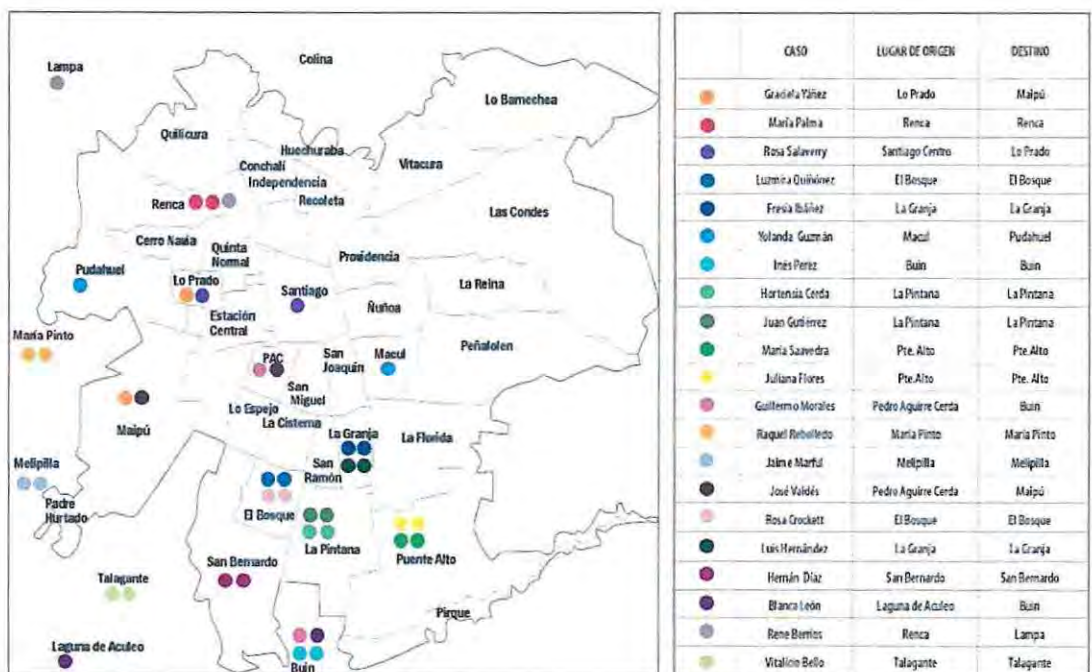 Lampa
Colina
Lo Barnechea
Quilicura
Huechuraba
Conchalí
Vitacura
Independencia
Renca
Recoleta
Las Condes
Cerro Navia
Quinta
Normal
Providencia
Pudahuel
Lo Prado
Santiago
La Reina
Ñuñoa
Estación
Central
María Pinto
PAC
San
Joaquín
Macul
Peñalolen
San
Miguel
Lo Espejo
La Cisterna
Maipú
La Granja
La Florida
Melipilla
San
Ramón
Padre
Hurtado
El Bosque
La Pintana
Puente Alto
San Bernardo
Talagante
Pirque
Laguna de Aculeo
Buin
CASO LUGAR DE ORIGEN DESTINO
Graciela Yáñez Lo Prado Maipú
María Palma Renca Renca
Rosa Salaverry Santiago Centro Lo Prado
Luzmira Quiñónez El Bosque El Bosque
Fresia Ibáñez La Granja La Granja
Yolanda Guzmán Macul Pudahuel
Inés Perez Buin Buin
Hortensia Cerda La Pintana La Pintana
Juan Gutiérrez La Pintana La Pintana
María Saavedra Pte. Alto Pte. Alto
Juliana Flores Pte. Alto Pte. Alto
Guillermo Morales Pedro Aguirre Cerda Buin
Raquel Rebolledo María Pinto María Pinto
Jaime Marful Melipilla Melipilla
José Valdés Pedro Aguirre Cerda Maipú
Rosa Crockett El Bosque El Bosque
Luis Hernández La Granja La Granja
Hernán Díaz San Bernardo San Bernardo
Blanca León Laguna de Aculeo Buin
Rene Berrios Renca Lampa
Vitalicio Bello Talagante Talagante